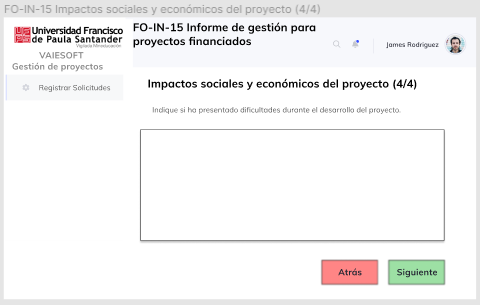 FO-IN-15 Impactos sociales y económicos del proyecto (4/4)
Universidad Francisco
de Paula Santander
Vigilada Mineducación
VAIESOFT
Gestión de proyectos
Registrar Solicitudes
FO-IN-15 Informe de gestión para
proyectos financiados
James Rodriguez
Impactos sociales y económicos del proyecto (4/4)
Indique si ha presentado dificultades durante el desarrollo del proyecto.
Atrás
Siguiente